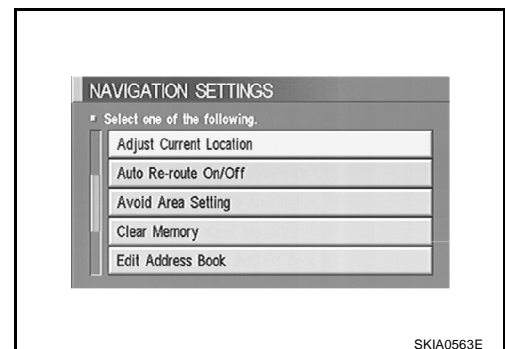 NAVIGATION SETTINGS
Select one of the following.
Adjust Current Location
Auto Re-route On/Off
Avoid Area Setting
Clear Memory
Edit Address Book
SKIA0563E